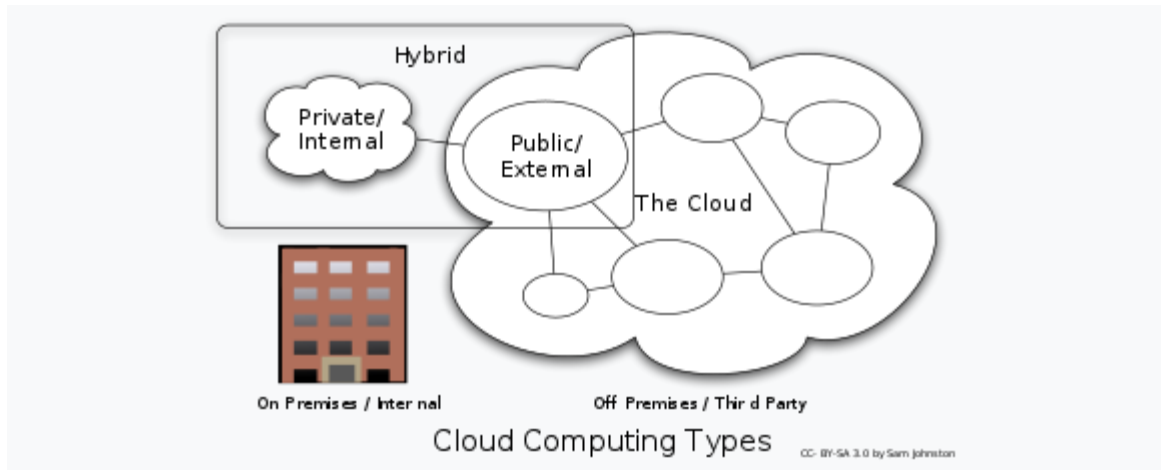 Hybrid
Private/
Internal
Public/
External
The Cloud
On Premises / Internal
Off Premises / Third Party
Cloud Computing Types
CC- BY-SA 3.0 by Sam Johnston